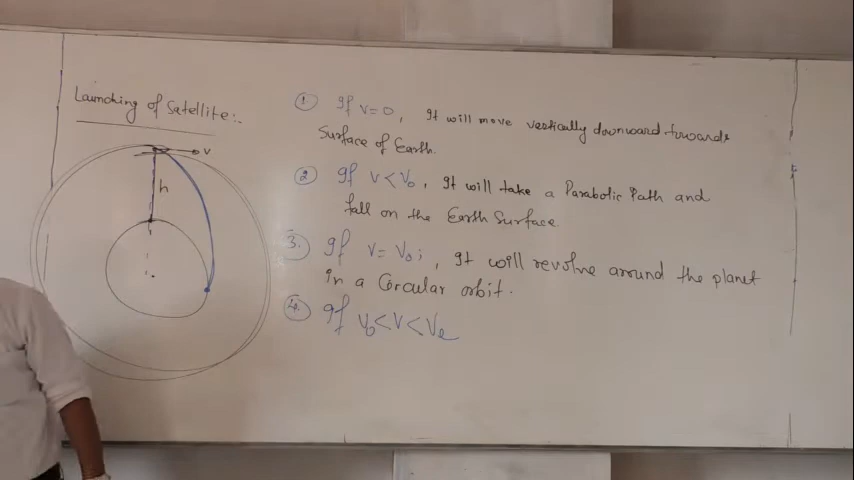 Launching of Satellite:-
v
h
① If v=0, It will move vertically downward towards
Surface of Earth.
② If v<v₀, It will take a Parabolic Path and
fall on the Earth Surface.
③. If v=v₀; , It will revolve around the planet
in a Circular orbit.
④. If v₀<v<vₑ